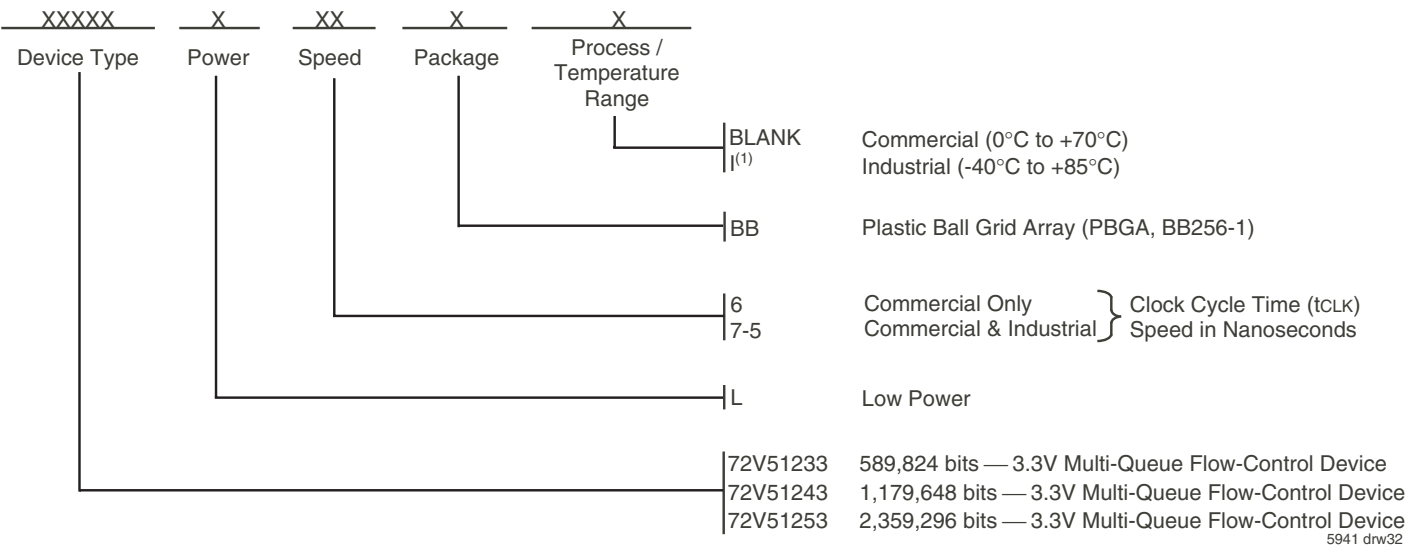 XXXXX X XX X X
Device Type Power Speed Package Process /
Temperature
Range
BLANK Commercial (0°C to +70°C)
I(1) Industrial (-40°C to +85°C)
BB Plastic Ball Grid Array (PBGA, BB256-1)
6 Commercial Only Clock Cycle Time (tCLK)
7-5 Commercial & Industrial Speed in Nanoseconds
L Low Power
72V51233 589,824 bits — 3.3V Multi-Queue Flow-Control Device
72V51243 1,179,648 bits — 3.3V Multi-Queue Flow-Control Device
72V51253 2,359,296 bits — 3.3V Multi-Queue Flow-Control Device
5941 drw32